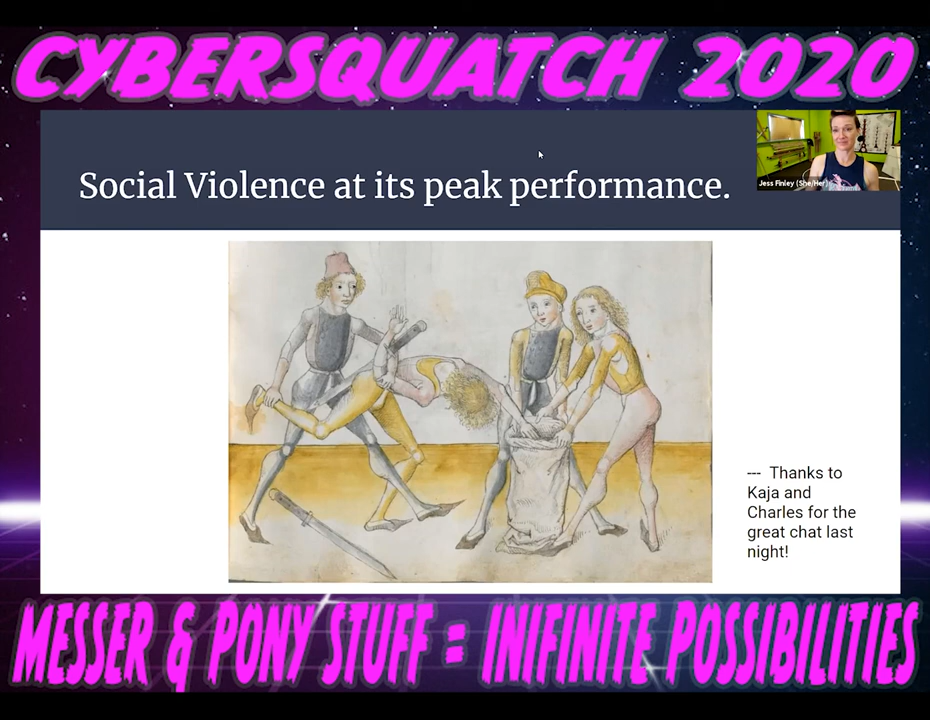 CYBERSQUATCH 2020
Social Violence at its peak performance.
Jess Finley (She/Her)
--- Thanks to
Kaja and
Charles for the
great chat last
night!
MESSER & PONY STUFF = INIFINITE POSSIBILITIES